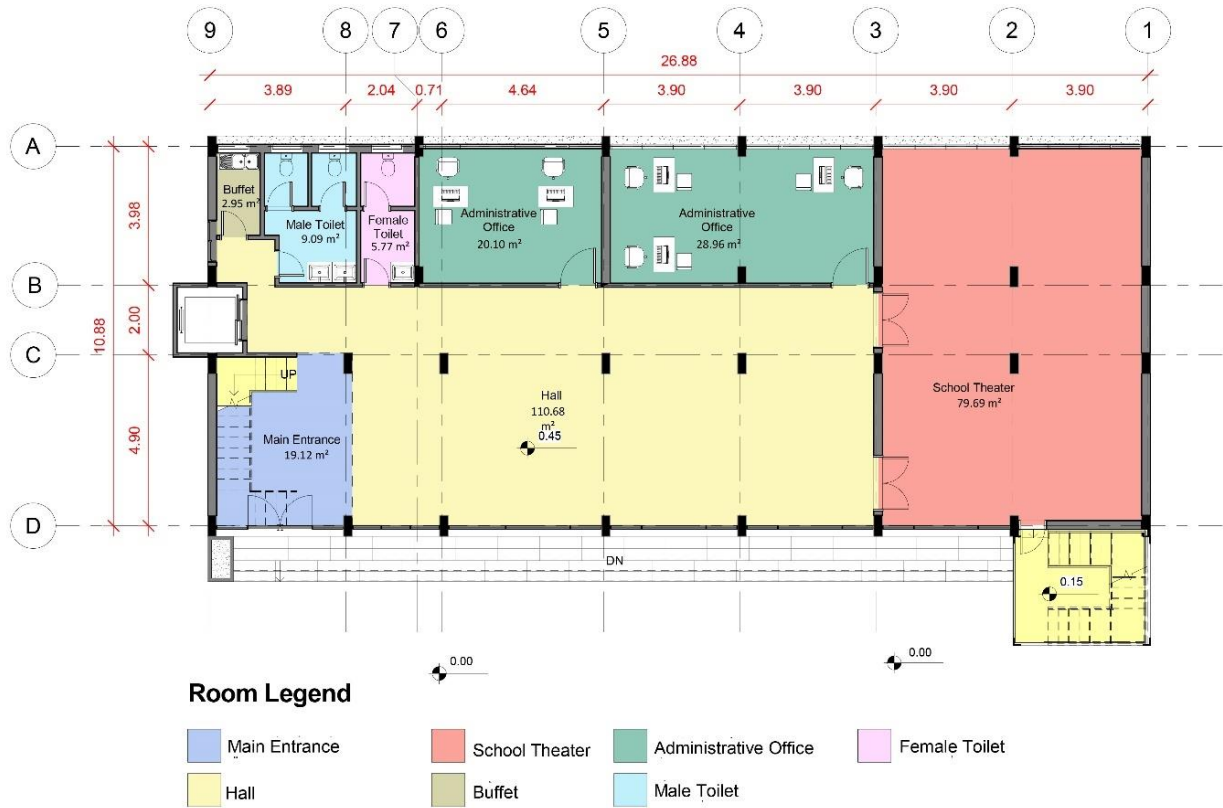 9 8 7 6 5 4 3 2 1
26.88
3.89 2.04 0.71 4.64 3.90 3.90 3.90 3.90
A
B
C
D
10.88
3.98
2.00
4.90
Buffet
2.95 m²
Male Toilet
9.09 m²
Female
Toilet
5.77 m²
Administrative
Office
20.10 m²
Administrative
Office
28.96 m²
UP
Main Entrance
19.12 m²
Hall
110.68
m²
0.45
School Theater
79.69 m²
DN
0.15
0.00
0.00
Room Legend
Main Entrance
School Theater
Administrative Office
Female Toilet
Hall
Buffet
Male Toilet